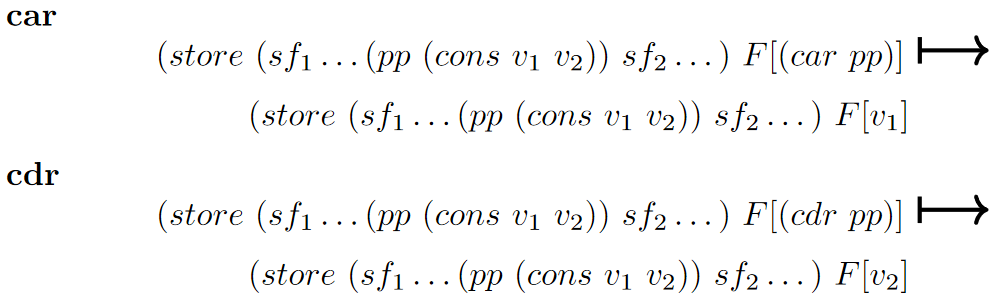 car
(store (sf₁ … (pp (cons v₁ v₂)) sf₂ … ) F[(car pp)] ⟼
(store (sf₁ … (pp (cons v₁ v₂)) sf₂ … ) F[v₁]
cdr
(store (sf₁ … (pp (cons v₁ v₂)) sf₂ … ) F[(cdr pp)] ⟼
(store (sf₁ … (pp (cons v₁ v₂)) sf₂ … ) F[v₂]